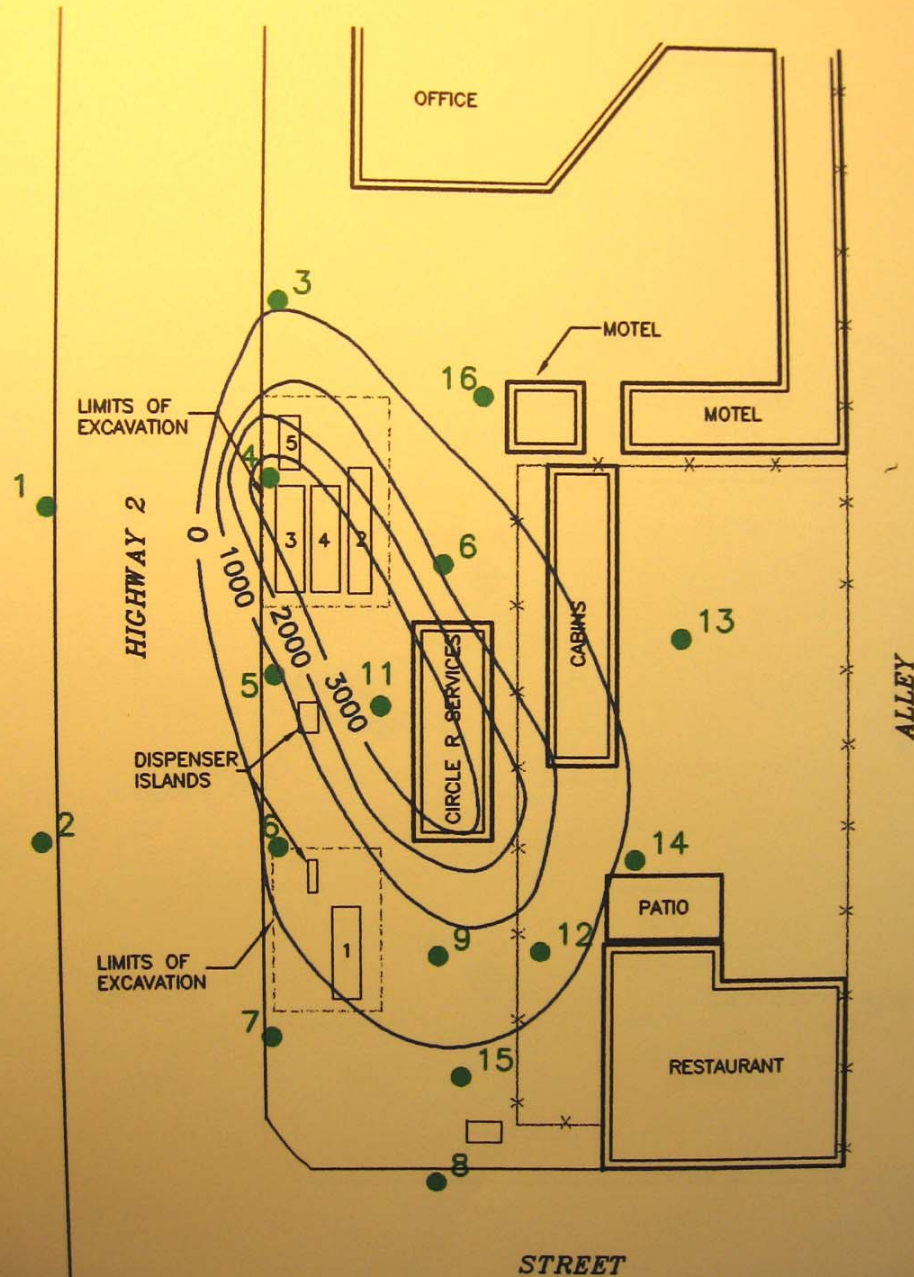 OFFICE
3
MOTEL
16
LIMITS OF
EXCAVATION
MOTEL
5
4
1
HIGHWAY 2
0
3
4
2
6
1000
CABINS
13
2000
CIRCLE R SERVICES
3000
11
5
ALLEY
DISPENSER
ISLANDS
2
6
14
PATIO
9
12
1
LIMITS OF
EXCAVATION
7
15
RESTAURANT
8
STREET